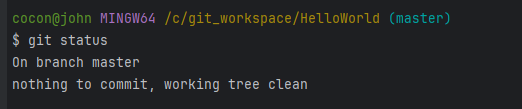 cocon@john MINGW64 /c/git_workspace/HelloWorld (master)
$ git status
On branch master
nothing to commit, working tree clean